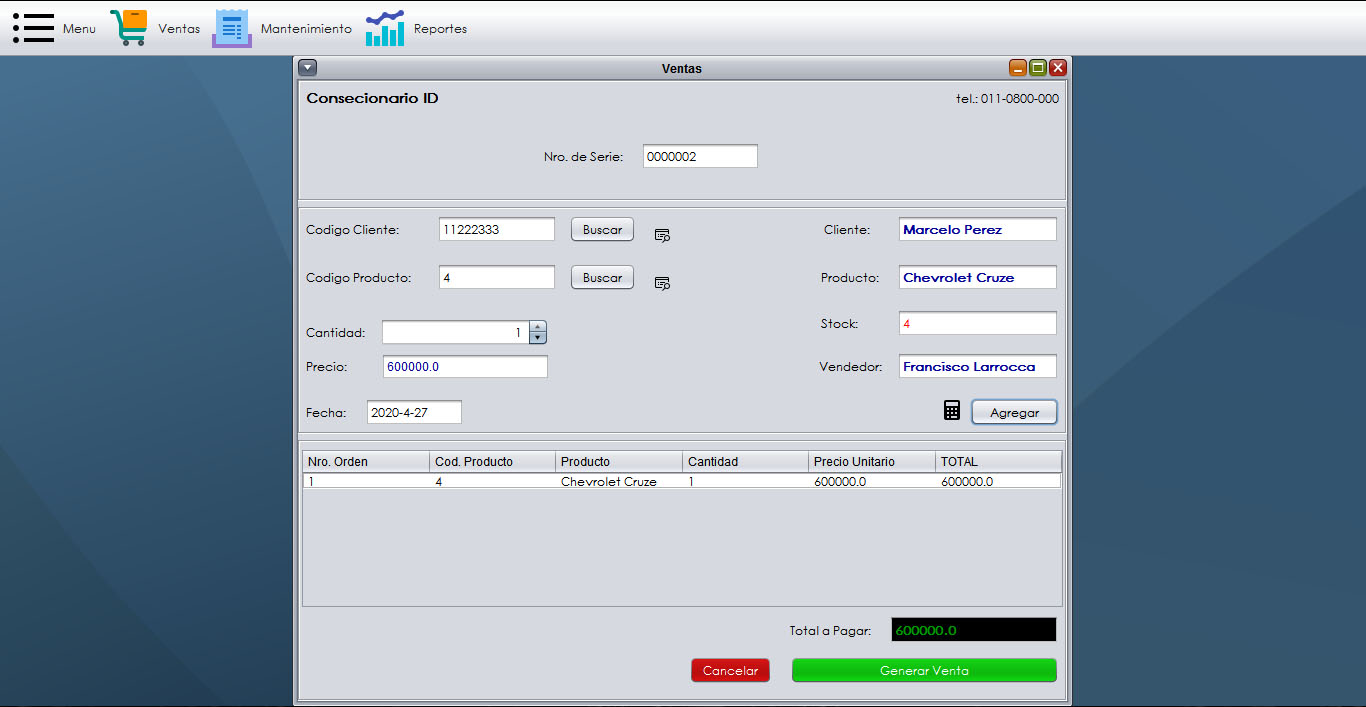 Menu Ventas Mantenimiento Reportes
Ventas
Consecionario ID tel.: 011-0800-000
Nro. de Serie: 0000002
Codigo Cliente: 11222333 Buscar Cliente: Marcelo Perez
Codigo Producto: 4 Buscar Producto: Chevrolet Cruze
Stock: 4
Cantidad: 1
Precio: 600000.0 Vendedor: Francisco Larrocca
Fecha: 2020-4-27 Agregar
Nro. Orden Cod. Producto Producto Cantidad Precio Unitario TOTAL
1 4 Chevrolet Cruze 1 600000.0 600000.0
Total a Pagar: 600000.0
Cancelar Generar Venta